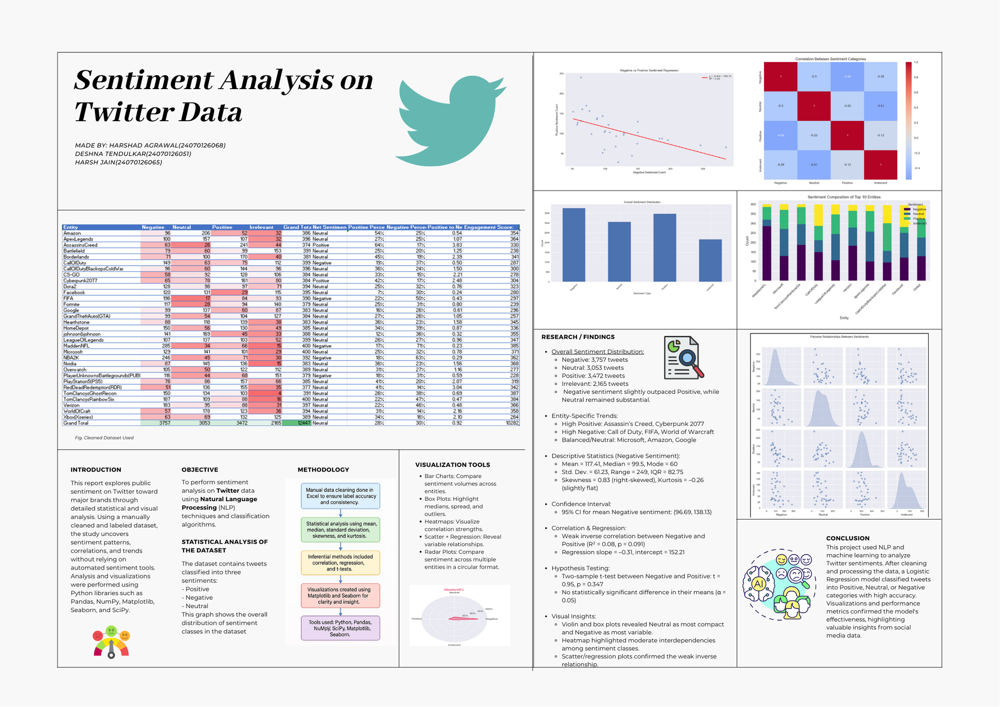 Sentiment Analysis on
Twitter Data
MADE BY: HARSHAD AGRAWAL(24070126068)
DESHNA TENDULKAR(24070126051)
HARSH JAIN(24070126065)
Entity Negative Neutral Positive Irrelevant Grand Tota Net Sentimen Positive Perce Negative Perce Positive to Ne Engagement Score:
Amazon 96 206 52 32 386 Neutral 54% 25% 0.54 354
ApexLegends 100 157 107 32 396 Neutral 27% 25% 1.07 364
AssassinsCreed 63 26 241 44 374 Positive 64% 17% 3.83 330
Battlefield 79 60 99 153 391 Neutral 25% 20% 1.25 238
Borderlands 71 100 170 40 381 Neutral 45% 19% 2.39 341
CallOfDuty 149 63 75 112 399 Negative 19% 37% 0.50 287
CallOfDutyBlackopsColdWar 96 60 144 96 396 Neutral 36% 24% 1.50 300
CS-GO 58 92 128 106 384 Neutral 33% 15% 2.21 278
Cyberpunk2077 65 78 161 80 384 Positive 42% 17% 2.48 304
Dota2 128 98 97 71 394 Neutral 25% 32% 0.76 323
Facebook 120 131 29 115 395 Neutral 7% 30% 0.24 280
FIFA 196 17 84 93 390 Negative 22% 50% 0.43 297
Fortnite 117 28 94 140 379 Neutral 25% 31% 0.80 239
Google 99 137 60 87 383 Neutral 16% 26% 0.61 296
GrandTheftAuto(GTA) 99 54 104 127 384 Neutral 27% 26% 1.05 257
Hearthstone 88 118 139 38 383 Neutral 36% 23% 1.58 345
HomeDepot 150 56 130 49 385 Neutral 34% 39% 0.87 336
johnson&johnson 141 169 45 33 388 Neutral 12% 36% 0.32 355
LeagueOfLegends 107 137 103 52 399 Neutral 26% 27% 0.96 347
MaddenNFL 285 34 66 15 400 Negative 17% 71% 0.23 385
Microsoft 129 141 101 29 400 Neutral 25% 32% 0.78 371
NBA2K 246 45 71 30 392 Negative 18% 63% 0.29 362
Nvidia 87 145 136 15 383 Neutral 36% 23% 1.56 368
Overwatch 105 50 122 112 389 Neutral 31% 27% 1.16 277
PlayerUnknownsBattlegrounds(PUB( 116 44 68 151 379 Negative 18% 31% 0.59 228
PlayStation5(PS5) 76 86 157 66 385 Neutral 41% 20% 2.07 319
RedDeadRedemption(RDR) 51 136 155 35 377 Neutral 41% 14% 3.04 342
TomClancysGhostRecon 150 134 103 4 391 Neutral 26% 38% 0.69 387
TomClancysRainbowSix 187 109 88 16 400 Neutral 22% 47% 0.47 384
Verizon 183 95 88 31 397 Neutral 22% 46% 0.48 366
WorldOfCraft 57 178 123 36 394 Neutral 31% 14% 2.16 358
Xbox(Xseries) 63 69 132 125 389 Neutral 34% 16% 2.10 264
Grand Total 3757 3053 3472 2165 12447 Neutral 28% 30% 0.92 10282
Fig. Cleaned Dataset Used
INTRODUCTION
This report explores public
sentiment on Twitter toward
major brands through
detailed statistical and visual
analysis. Using a manually
cleaned and labeled dataset,
the study uncovers
sentiment patterns,
correlations, and trends
without relying on
automated sentiment tools.
Analysis and visualizations
were performed using
Python libraries such as
Pandas, NumPy, Matplotlib,
Seaborn, and SciPy.
OBJECTIVE
To perform sentiment
analysis on Twitter data
using Natural Language
Processing (NLP)
techniques and classification
algorithms.
STATISTICAL ANALYSIS OF
THE DATASET
The dataset contains tweets
classified into three
sentiments:
- Positive
- Negative
- Neutral
This graph shows the overall
distribution of sentiment
classes in the dataset
METHODOLOGY
Manual data cleaning done in
Excel to ensure label accuracy
and consistency.
Statistical analysis using mean,
median, standard deviation,
skewness, and kurtosis.
Inferential methods included
correlation, regression,
and t-tests.
Visualizations created using
Matplotlib and Seaborn for
clarity and insight.
Tools used: Python, Pandas,
NuMpỳ, SciPy, Matplotlib,
Seaborn.
VISUALIZATION TOOLS
• Bar Charts: Compare
sentiment volumes across
entities.
• Box Plots: Highlight
medians, spread, and
outliers.
• Heatmaps: Visualize
correlation strengths.
• Scatter + Regression: Reveal
variable relationships.
• Radar Plots: Compare
sentiment across multiple
entities in a circular format.
MaddenNFL
Neutral
100%
75%
50%
25%
Positive
Negative
Irrelevant
Negative vs Positive Sentiment Regression
y = -0.43x + 159.12
R² = 0.30
Positive Sentiment Count
250
200
150
100
50
50 100 150 200 250
Negative Sentiment Count
Correlation Between Sentiment Categories
Negative 1 -0.3 -0.55 -0.28
Neutral -0.3 1 -0.22 -0.51
Positive -0.55 -0.22 1 -0.12
Irrelevant -0.28 -0.51 -0.12 1
Negative Neutral Positive Irrelevant
1.0
0.8
0.6
0.4
0.2
0.0
−0.2
−0.4
Overall Sentiment Distribution
Count
3500
3000
2500
2000
1500
1000
500
0
Negative Neutral Positive Irrelevant
Sentiment Type
Sentiment Composition of Top 10 Entities
Sentiment
Negative
Neutral
Positive
Irrelevant
Count
400
350
300
250
200
150
100
50
0
MaddenNFL Microsoft TomClancysRainbowSix CallOfDuty LeagueOfLegends Verizon ApexLegends CallOfDutyBlackopsColdWar Facebook Dota2
Entity
RESEARCH / FINDINGS
• Overall Sentiment Distribution:
Negative: 3,757 tweets
Neutral: 3,053 tweets
Positive: 3,472 tweets
Irrelevant: 2,165 tweets
Negative sentiment slightly outpaced Positive, while
Neutral remained substantial.
• Entity-Specific Trends:
High Positive: Assassin's Creed, Cyberpunk 2077
High Negative: Call of Duty, FIFA, World of Warcraft
Balanced/Neutral: Microsoft, Amazon, Google
• Descriptive Statistics (Negative Sentiment):
Mean = 117.41, Median = 99.5, Mode = 60
Std. Dev. = 61.23, Range = 249, IQR = 82.75
Skewness = 0.83 (right-skewed), Kurtosis = –0.26
(slightly flat)
• Confidence Interval:
95% CI for mean Negative sentiment: (96.69, 138.13)
• Correlation & Regression:
Weak inverse correlation between Negative and
Positive (R² = 0.08, p = 0.091)
Regression slope = –0.31, intercept = 152.21
• Hypothesis Testing:
Two-sample t-test between Negative and Positive: t =
0.95, p = 0.347
No statistically significant difference in their means (α =
0.05)
• Visual Insights:
Violin and box plots revealed Neutral as most compact
and Negative as most variable.
Heatmap highlighted moderate interdependencies
among sentiment classes.
Scatter/regression plots confirmed the weak inverse
relationship.
Pairwise Relationships Between Sentiments
Negative
250
200
150
100
50
Neutral
200
150
100
50
Positive
250
200
150
100
50
Irrelevant
150
125
100
75
50
25
0
0 100 200 300
Negative
0 100 200
Neutral
0 100 200 300
Positive
0 100 200
Irrelevant
AI
CONCLUSION
This project used NLP and
machine learning to analyze
Twitter sentiments. After cleaning
and processing the data, a Logistic
Regression model classified tweets
into Positive, Neutral, or Negative
categories with high accuracy.
Visualizations and performance
metrics confirmed the model's
effectiveness, highlighting
valuable insights from social
media data.